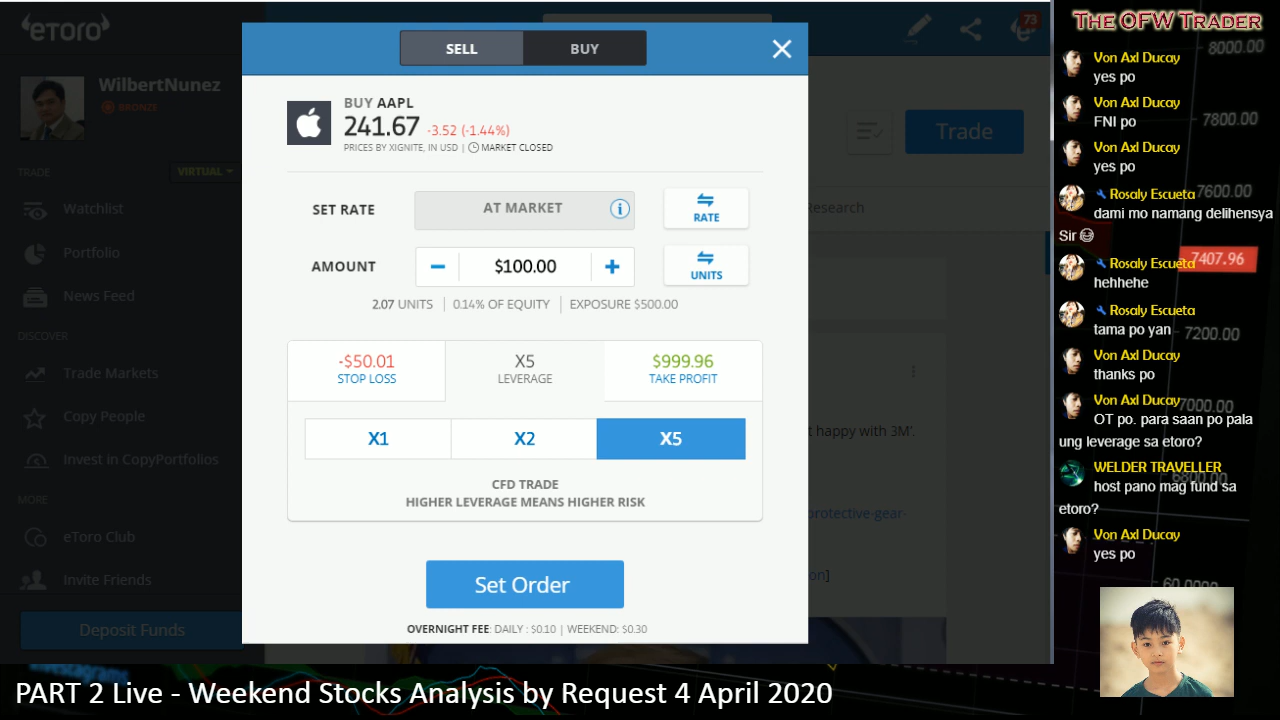 eToro
WilbertNunez
BRONZE
TRADE
VIRTUAL
Watchlist
Portfolio
News Feed
DISCOVER
Trade Markets
Copy People
Invest in CopyPortfolios
MORE
eToro Club
Invite Friends
Deposit Funds
SELL
BUY
BUY AAPL
241.67 -3.52 (-1.44%)
PRICES BY XIGNITE, IN USD | MARKET CLOSED
SET RATE
AT MARKET
RATE
AMOUNT
$100.00
UNITS
2.07 UNITS | 0.14% OF EQUITY | EXPOSURE $500.00
-$50.01
STOP LOSS
X5
LEVERAGE
$999.96
TAKE PROFIT
X1
X2
X5
CFD TRADE
HIGHER LEVERAGE MEANS HIGHER RISK
Set Order
OVERNIGHT FEE: DAILY : $0.10 | WEEKEND: $0.30
73
Trade
Research
t happy with 3M'.
protective-gear-
on]
The OFW Trader
Von Axl Ducay
yes po
Von Axl Ducay
FNI po
Von Axl Ducay
yes po
Rosaly Escueta
dami mo namang delihensya
Sir
Rosaly Escueta
hehhehe
Rosaly Escueta
tama po yan
Von Axl Ducay
thanks po
Von Axl Ducay
OT po. para saan po pala
ung leverage sa etoro?
WELDER TRAVELLER
host pano mag fund sa
etoro?
Von Axl Ducay
yes po
8000.00
7800.00
7600.00
7407.96
7200.00
7000.00
6800.00
60.0000
PART 2 Live - Weekend Stocks Analysis by Request 4 April 2020